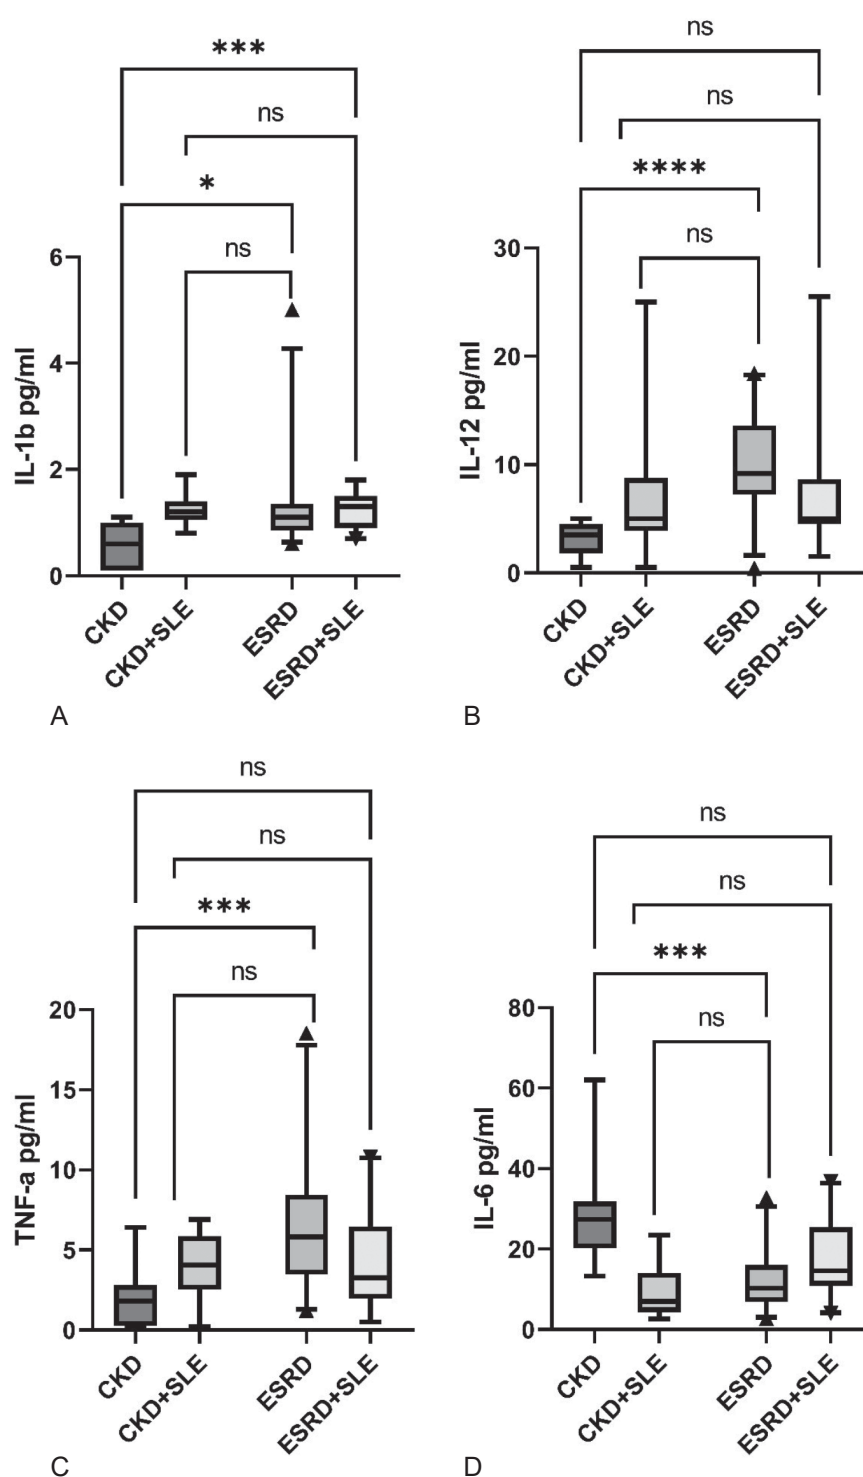 ***
ns
*
ns
6
4
2
0
IL-1b pg/ml
CKD
CKD+SLE
ESRD
ESRD+SLE
A
ns
ns
****
ns
30
20
10
0
IL-12 pg/ml
CKD
CKD+SLE
ESRD
ESRD+SLE
B
ns
ns
***
ns
20
15
10
5
0
TNF-a pg/ml
CKD
CKD+SLE
ESRD
ESRD+SLE
C
ns
ns
***
ns
80
60
40
20
0
IL-6 pg/ml
CKD
CKD+SLE
ESRD
ESRD+SLE
D